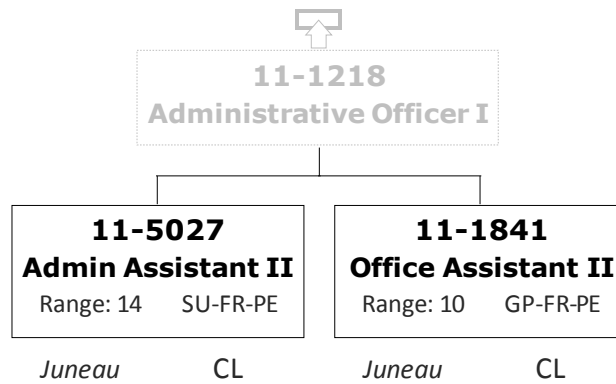 11-1218
Administrative Officer I
11-5027
Admin Assistant II
Range: 14 SU-FR-PE
Juneau CL
11-1841
Office Assistant II
Range: 10 GP-FR-PE
Juneau CL